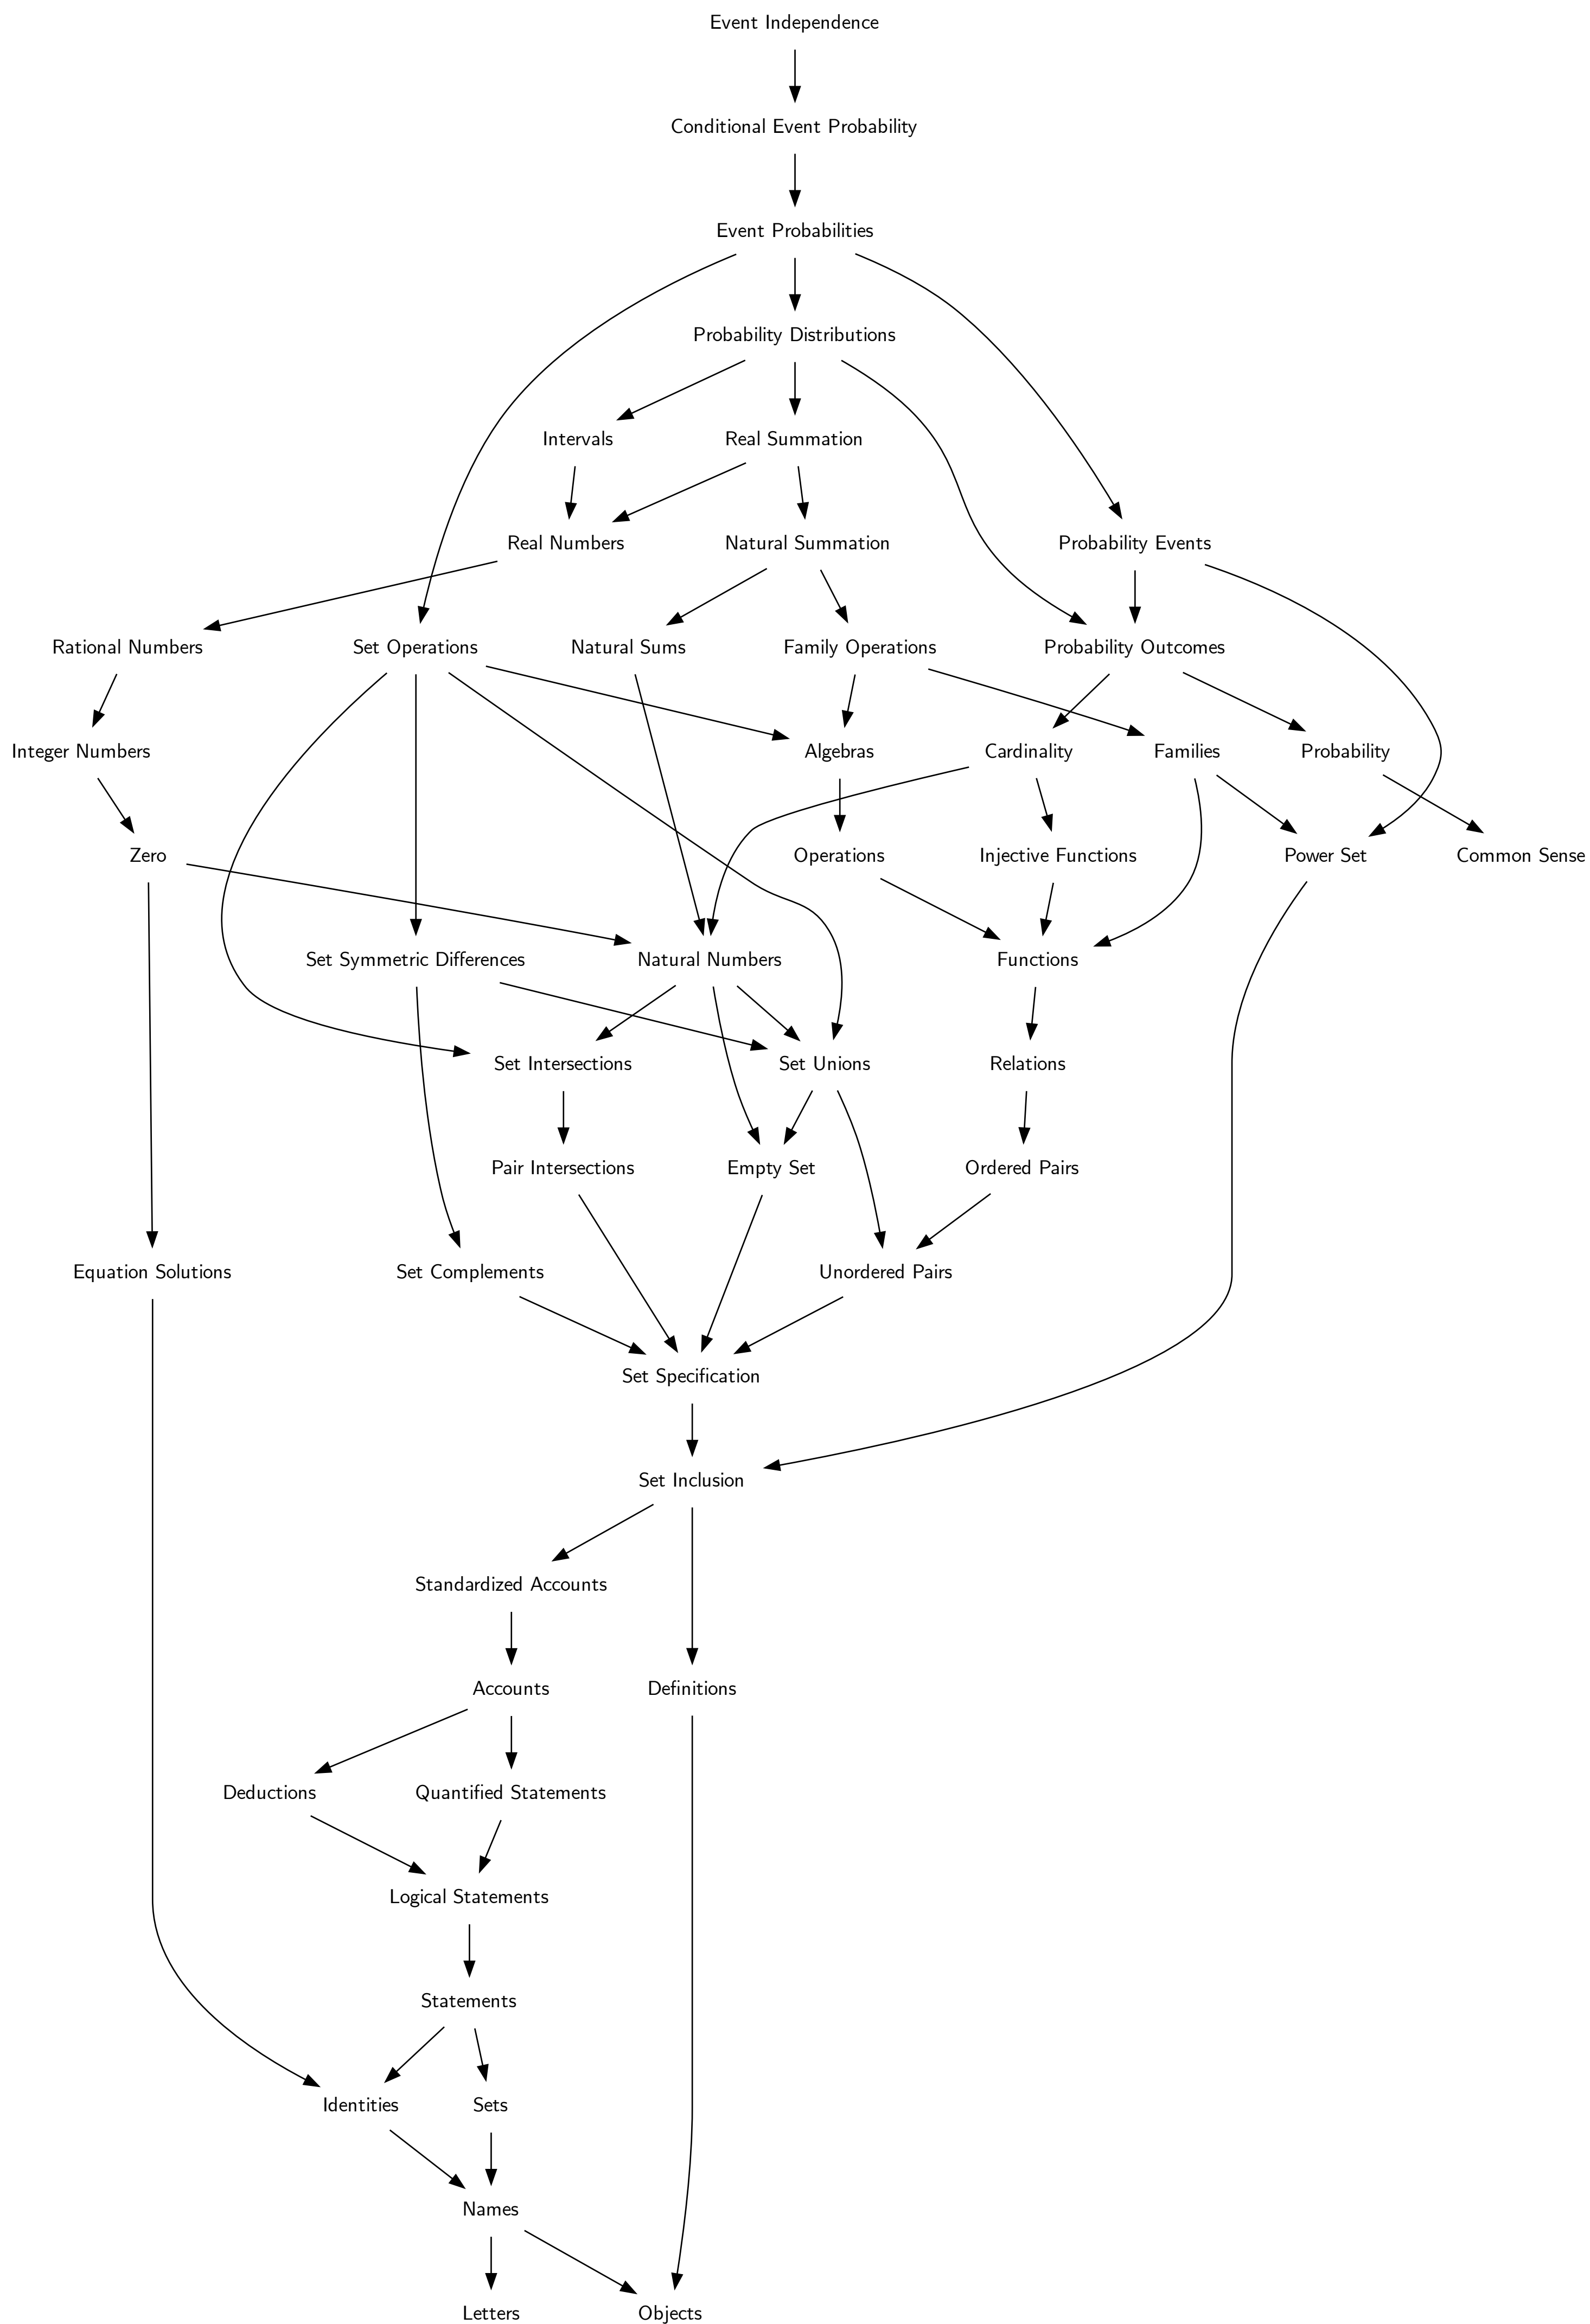 Event Independence
Conditional Event Probability
Event Probabilities
Probability Distributions
Intervals
Real Summation
Real Numbers
Natural Summation
Probability Events
Rational Numbers
Set Operations
Natural Sums
Family Operations
Probability Outcomes
Integer Numbers
Algebras
Cardinality
Families
Probability
Zero
Operations
Injective Functions
Power Set
Common Sense
Set Symmetric Differences
Natural Numbers
Functions
Set Intersections
Set Unions
Relations
Pair Intersections
Empty Set
Ordered Pairs
Equation Solutions
Set Complements
Unordered Pairs
Set Specification
Set Inclusion
Standardized Accounts
Accounts
Definitions
Deductions
Quantified Statements
Logical Statements
Statements
Identities
Sets
Names
Letters
Objects